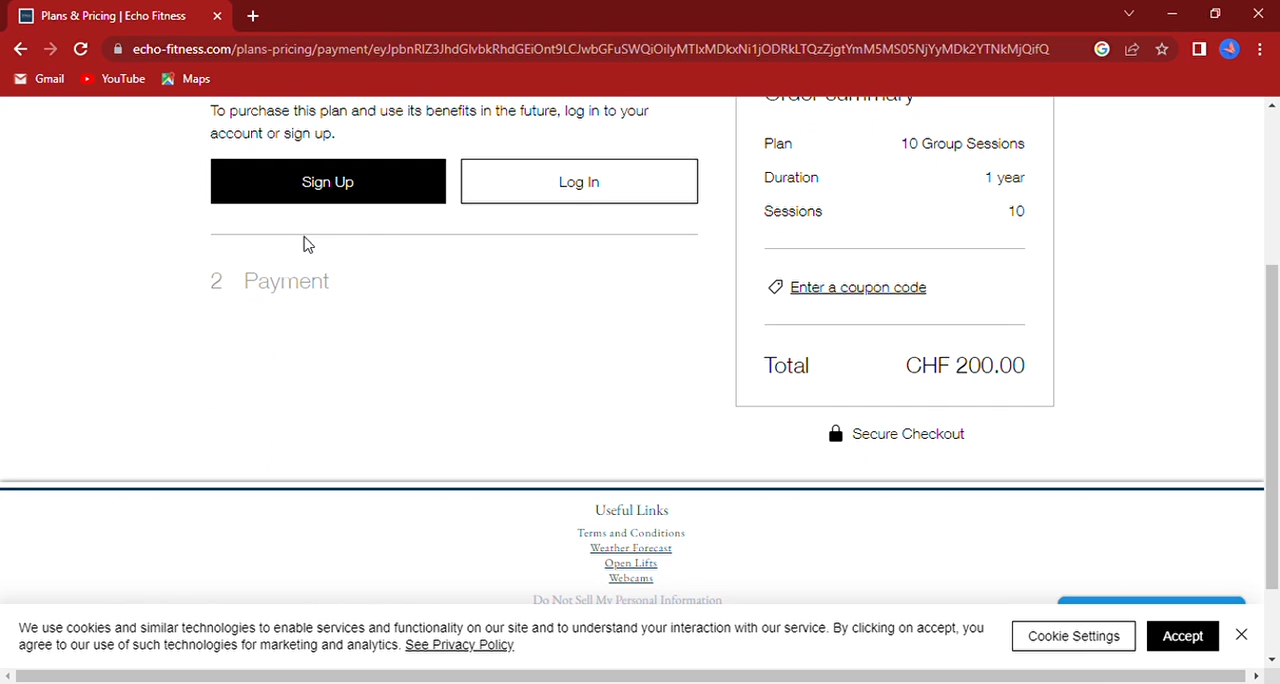 Plans & Pricing | Echo Fitness
echo-fitness.com/plans-pricing/payment/eyJpbnRlZ3JhdGlvbkRhdGEiOnt9LCJwbGFuSWQiOiIyMTIxMDkxNi1jODRkLTQzZjgtYmM5MS05NjYyMDk2YTNkMjQifQ
Gmail
YouTube
Maps
To purchase this plan and use its benefits in the future, log in to your
account or sign up.
Sign Up
Log In
2 Payment
Order summary
Plan 10 Group Sessions
Duration 1 year
Sessions 10
Enter a coupon code
Total CHF 200.00
Secure Checkout
Useful Links
Terms and Conditions
Weather Forecast
Open Lifts
Webcams
Do Not Sell My Personal Information
We use cookies and similar technologies to enable services and functionality on our site and to understand your interaction with our service. By clicking on accept, you
agree to our use of such technologies for marketing and analytics. See Privacy Policy
Cookie Settings
Accept